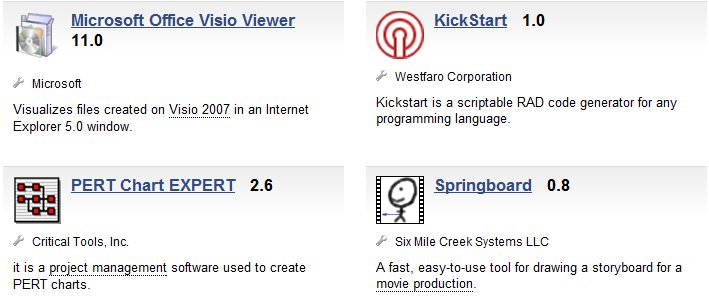 Microsoft Office Visio Viewer
11.0
Microsoft
Visualizes files created on Visio 2007 in an Internet
Explorer 5.0 window.
KickStart 1.0
Westfaro Corporation
Kickstart is a scriptable RAD code generator for any
programming language.
PERT Chart EXPERT 2.6
Critical Tools, Inc.
it is a project management software used to create
PERT charts.
Springboard 0.8
Six Mile Creek Systems LLC
A fast, easy-to-use tool for drawing a storyboard for a
movie production.